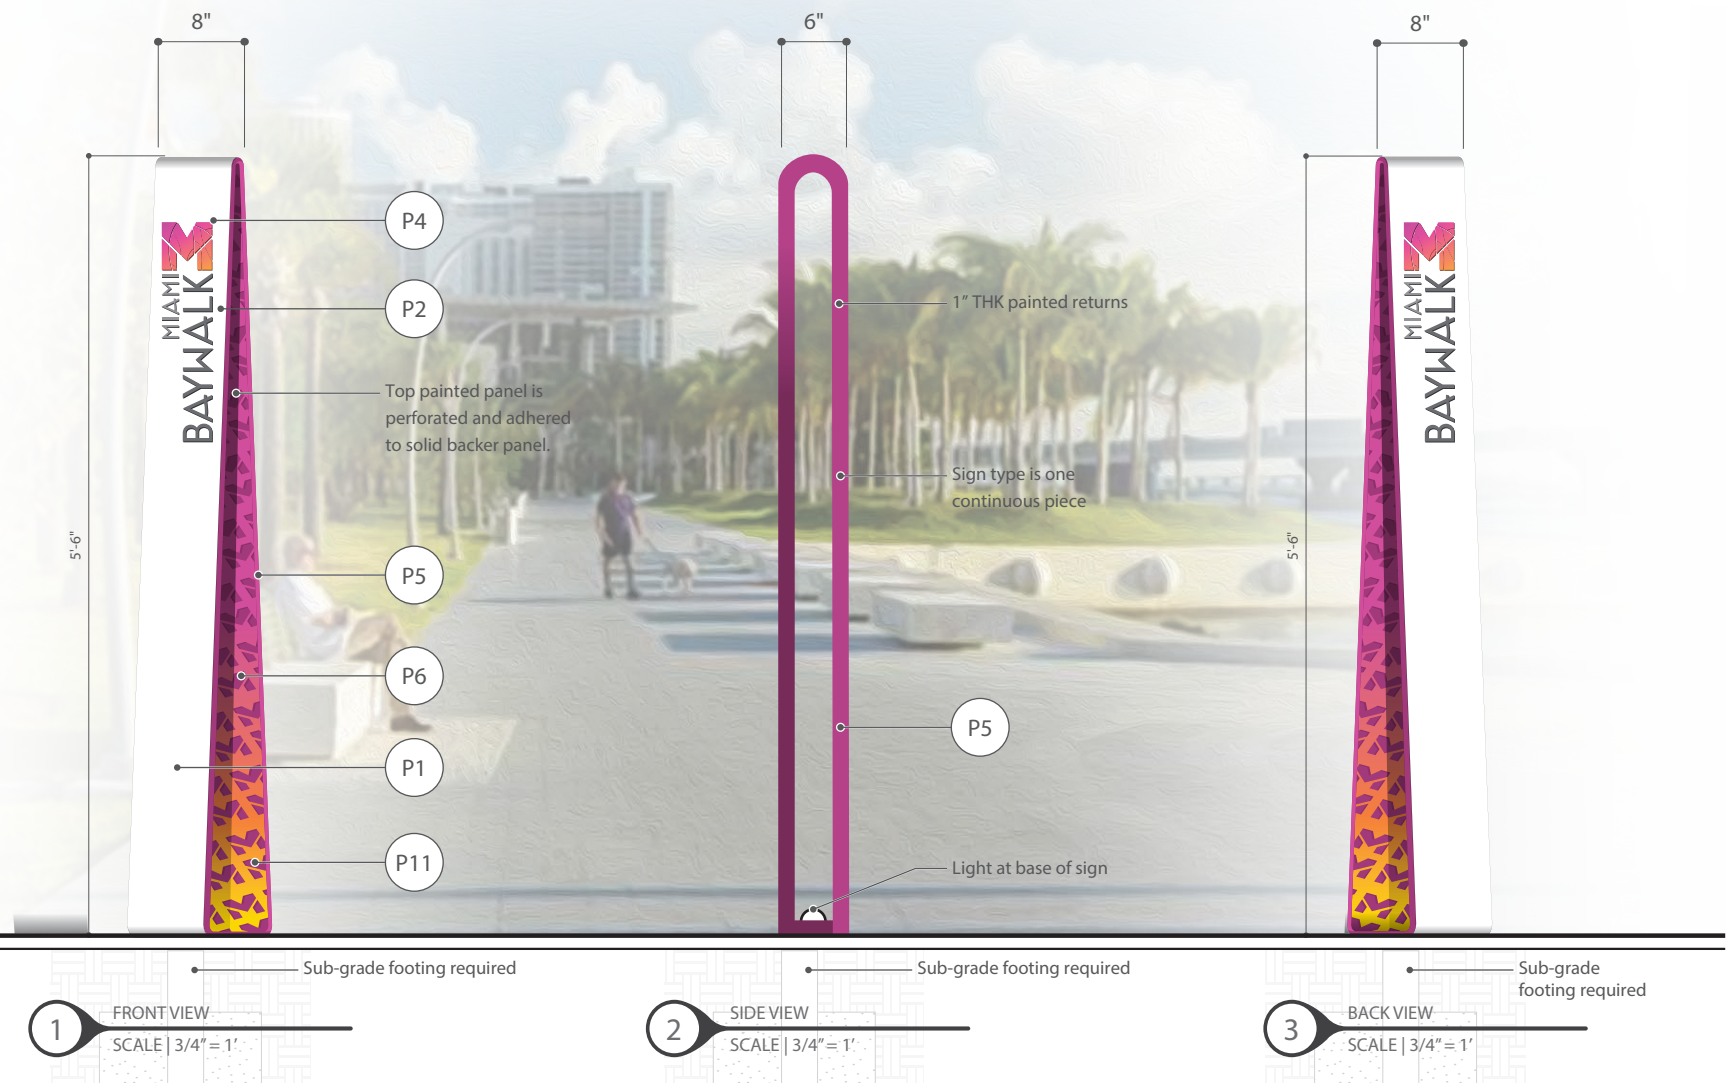 8"
6"
8"
5'-6"
M
MIAMI
BAYWALK
P4
P2
Top painted panel is
perforated and adhered
to solid backer panel.
P5
P6
P1
P11
1” THK painted returns
Sign type is one
continuous piece
P5
Light at base of sign
5'-6"
M
MIAMI
BAYWALK
Sub-grade footing required
Sub-grade footing required
Sub-grade
footing required
1
FRONT VIEW
SCALE | 3/4” = 1’
2
SIDE VIEW
SCALE | 3/4” = 1’
3
BACK VIEW
SCALE | 3/4” = 1’